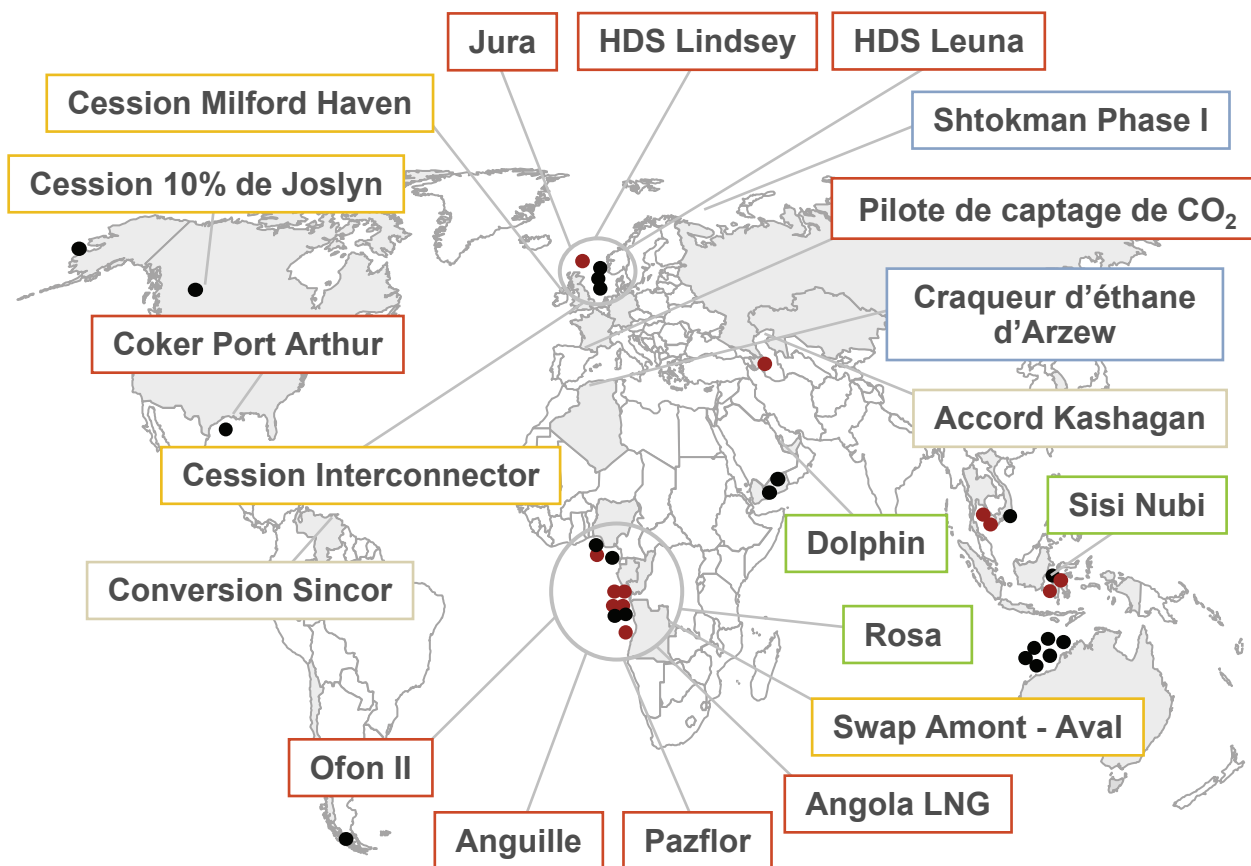 Jura
HDS Lindsey
HDS Leuna
Cession Milford Haven
Shtokman Phase I
Cession 10% de Joslyn
Pilote de captage de CO₂
Craqueur d’éthane
d’Arzew
Coker Port Arthur
Accord Kashagan
Cession Interconnector
Sisi Nubi
Dolphin
Conversion Sincor
Rosa
Swap Amont - Aval
Ofon II
Angola LNG
Anguille
Pazflor